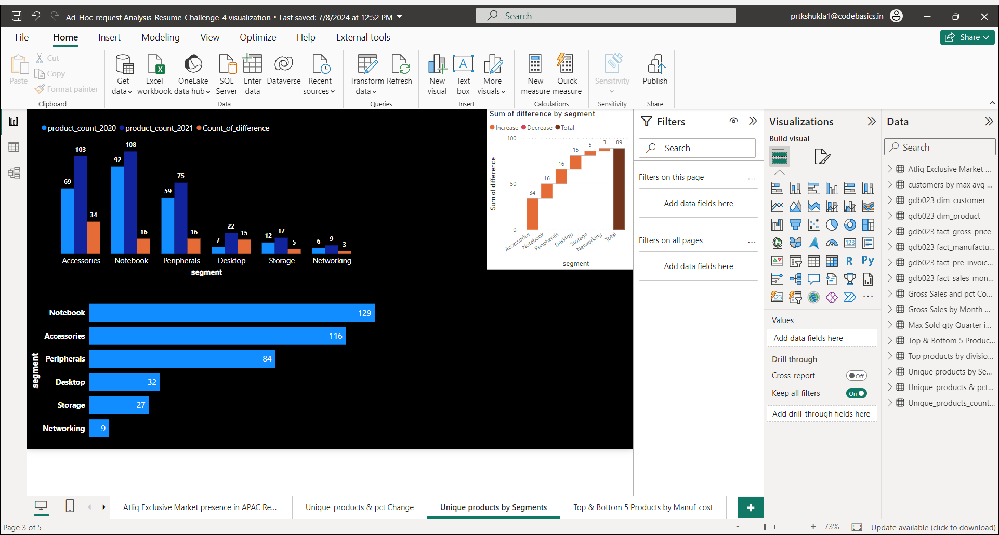 Ad_Hoc_request Analysis_Resume_Challenge_4 visualization • Last saved: 7/8/2024 at 12:52 PM
Search
prtkshukla1@codebasics.in
File Home Insert Modeling View Optimize Help External tools
Share
Paste
Cut
Copy
Format painter
Clipboard
Get data
Excel workbook
OneLake data hub
SQL Server
Enter data
Dataverse
Recent sources
Data
Transform data
Refresh
Queries
New visual
Text box
More visuals
Insert
New measure
Quick measure
Calculations
Sensitivity
Sensitivity
Publish
Share
product_count_2020 product_count_2021 Count_of_difference
69 103 34
92 108 16
59 75 16
7 22 15
12 17 5
6 9 3
Accessories Notebook Peripherals Desktop Storage Networking
segment
Sum of difference by segment
Increase Decrease Total
100
50
0
Sum of difference
34 16 16 15 5 3 89
Accessories Notebook Peripherals Desktop Storage Networking Total
segment
segment
Notebook 129
Accessories 116
Peripherals 84
Desktop 32
Storage 27
Networking 9
Filters
Search
Filters on this page ...
Add data fields here
Filters on all pages ...
Add data fields here
Visualizations
Build visual
123
R
Py
123
...
Values
Add data fields here
Drill through
Cross-report Off
Keep all filters On
Add drill-through fields here
Data
Search
Atliq Exclusive Market ...
customers by max avg ...
gdb023 dim_customer
gdb023 dim_product
gdb023 fact_gross_price
gdb023 fact_manufactu...
gdb023 fact_pre_invoic...
gdb023 fact_sales_mon...
Gross Sales and pct Co...
Gross Sales by Month ...
Max Sold qty Quarter i...
Top & Bottom 5 Produc...
Top products by divisio...
Unique products by Se...
Unique_products & pct...
Unique_products_count...
Atliq Exclusive Market presence in APAC Re...
Unique_products & pct Change
Unique products by Segments
Top & Bottom 5 Products by Manuf_cost
+
Page 3 of 5
- + 73%
Update available (click to download)